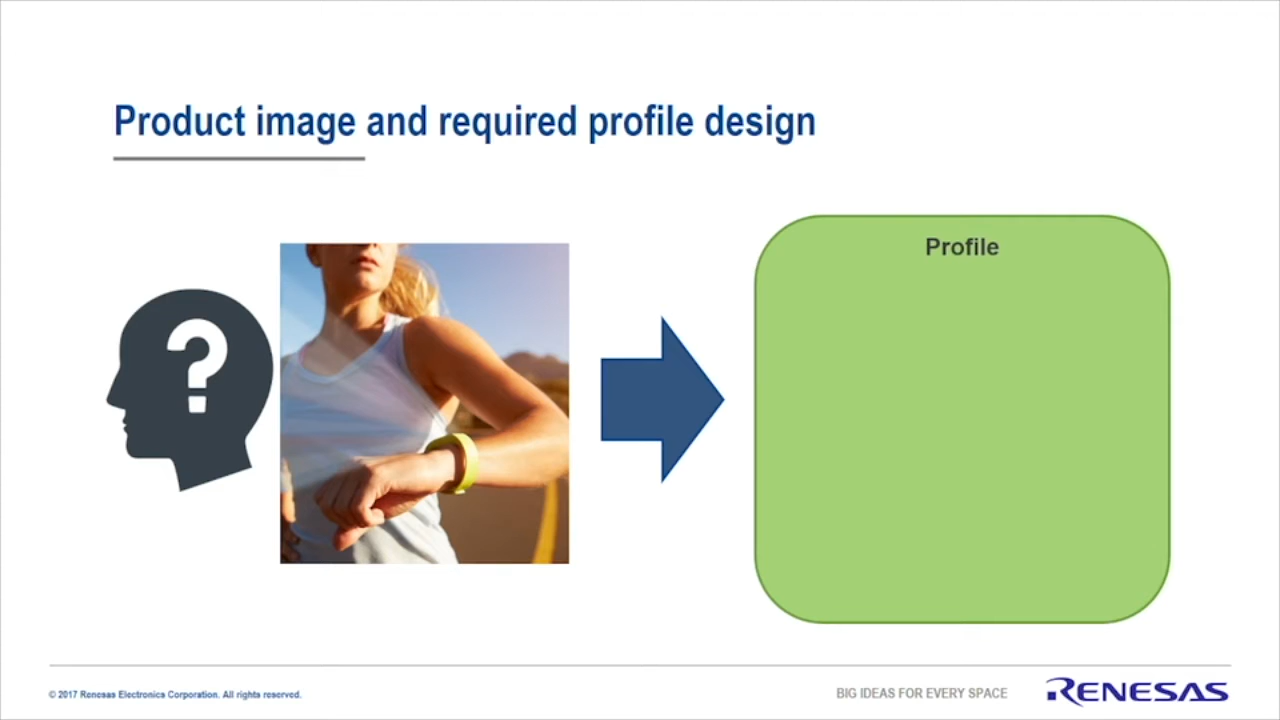 Product image and required profile design
?
Profile
© 2017 Renesas Electronics Corporation. All rights reserved.
BIG IDEAS FOR EVERY SPACE
RENESAS